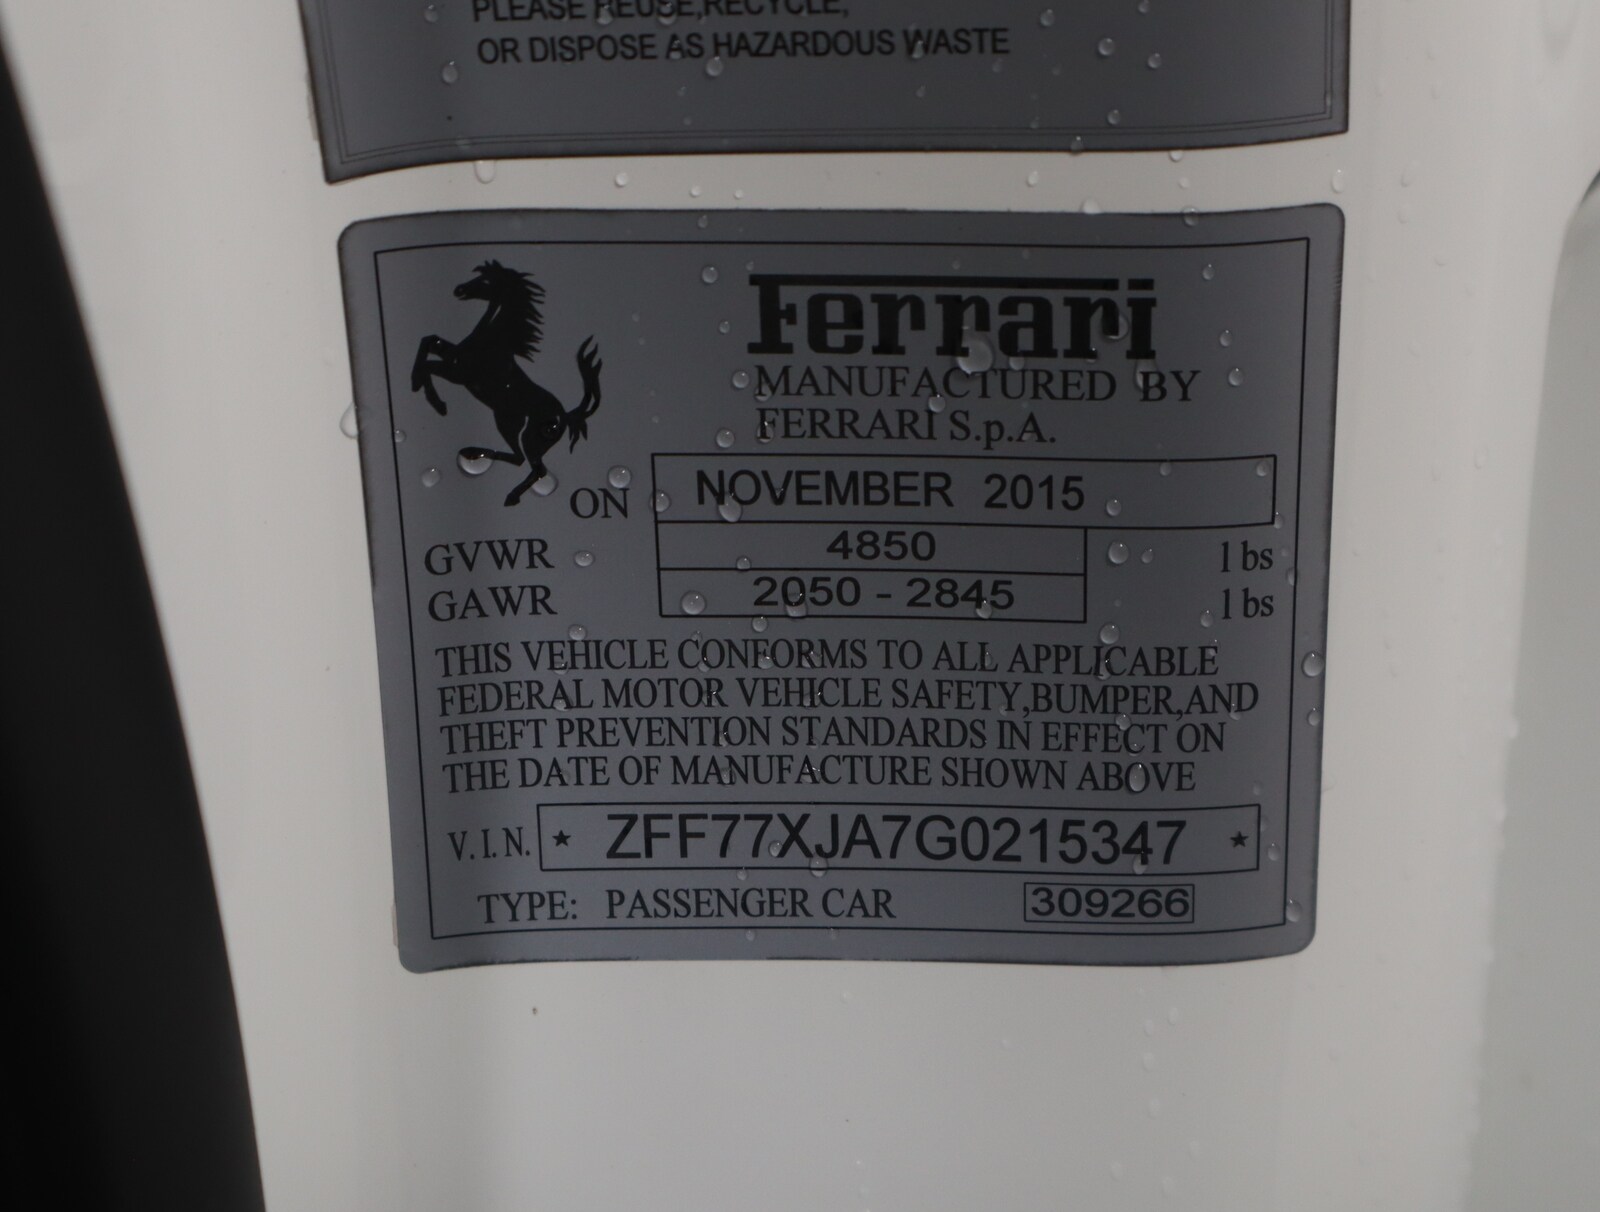 PLEASE REUSE,RECYCLE,
OR DISPOSE AS HAZARDOUS WASTE
Ferrari
MANUFACTURED BY
FERRARI S.p.A.
ON NOVEMBER 2015
GVWR 4850 lbs
GAWR 2050 - 2845 lbs
THIS VEHICLE CONFORMS TO ALL APPLICABLE
FEDERAL MOTOR VEHICLE SAFETY,BUMPER,AND
THEFT PREVENTION STANDARDS IN EFFECT ON
THE DATE OF MANUFACTURE SHOWN ABOVE
V.I.N. ★ ZFF77XJA7G0215347 ★
TYPE: PASSENGER CAR 309266